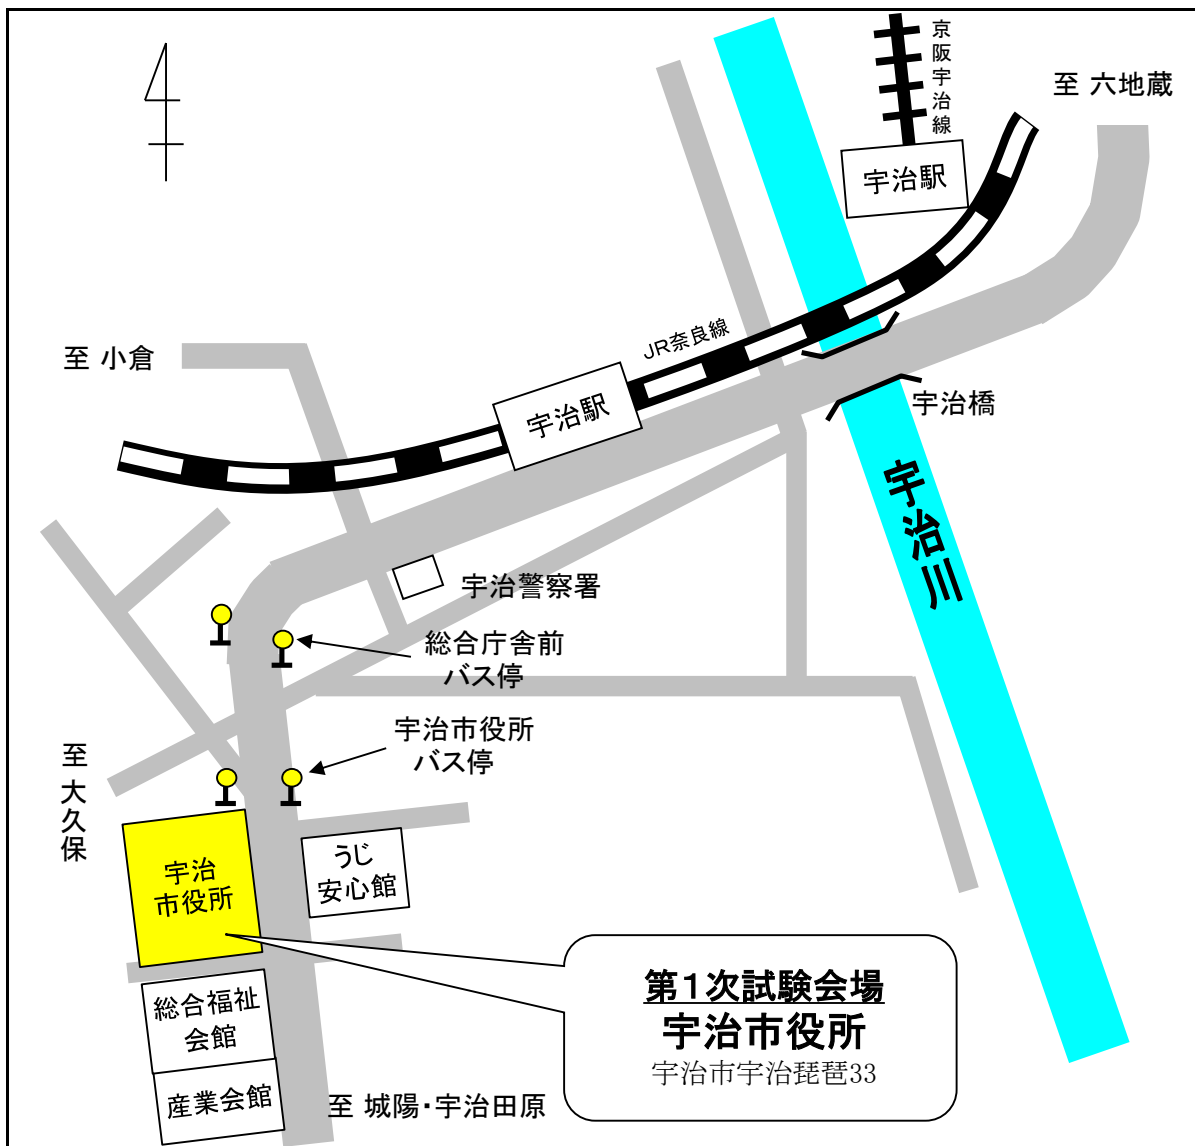 京阪宇治線
至 六地蔵
宇治駅
JR奈良線
至 小倉
宇治駅
宇治橋
宇治川
宇治警察署
総合庁舎前
バス停
宇治市役所
バス停
至 大久保
宇治
市役所
うじ
安心館
第1次試験会場
宇治市役所
宇治市宇治琵琶33
総合福祉
会館
産業会館
至 城陽・宇治田原